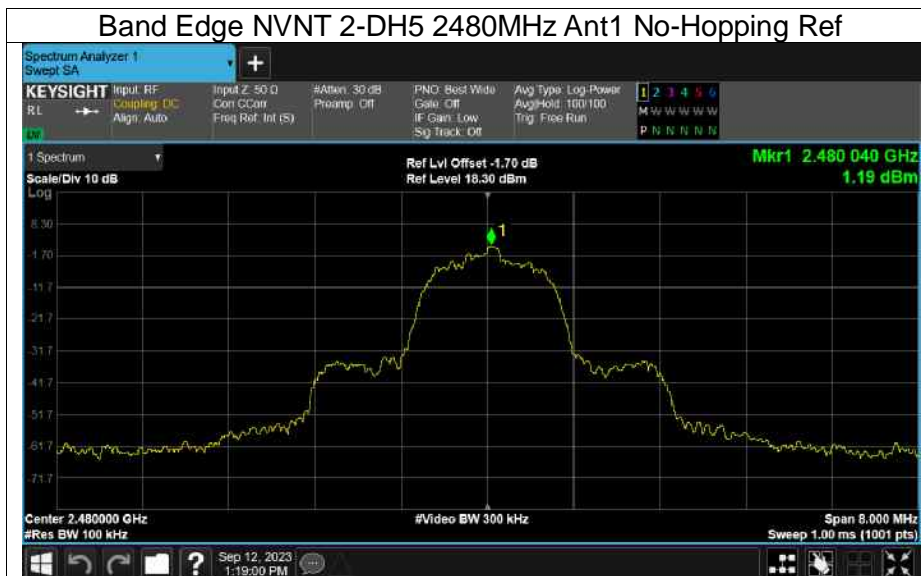 Band Edge NVNT 2-DH5 2480MHz Ant1 No-Hopping Ref
Spectrum Analyzer 1
Swept SA
+
KEYSIGHT
RL
Input: RF
Coupling: DC
Align: Auto
Input Z: 50 Ω
Corr CCorr
Freq Ref: Int (S)
#Atten: 30 dB
Preamp: Off
PNO: Best Wide
Gate: Off
IF Gain: Low
Sig Track: Off
Avg Type: Log-Power
Avg|Hold: 100/100
Trig: Free Run
1 2 3 4 5 6
M W W W W W
P N N N N N
1 Spectrum
Scale/Div 10 dB
Log
Ref Lvl Offset -1.70 dB
Ref Level 18.30 dBm
Mkr1 2.480 040 GHz
1.19 dBm
1
8.30
-1.70
-11.7
-21.7
-31.7
-41.7
-51.7
-61.7
-71.7
Center 2.480000 GHz
#Res BW 100 kHz
#Video BW 300 kHz
Span 8.000 MHz
Sweep 1.00 ms (1001 pts)
?
Sep 12, 2023
1:19:00 PM